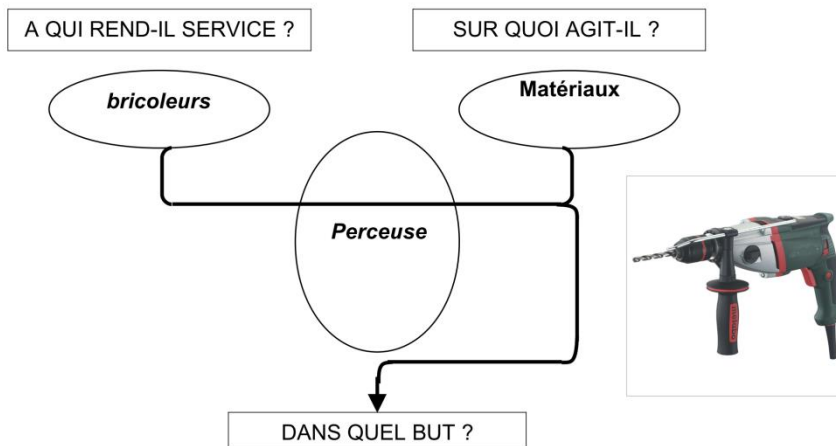 A QUI REND-IL SERVICE ?
SUR QUOI AGIT-IL ?
bricoleurs
Matériaux
Perceuse
DANS QUEL BUT ?